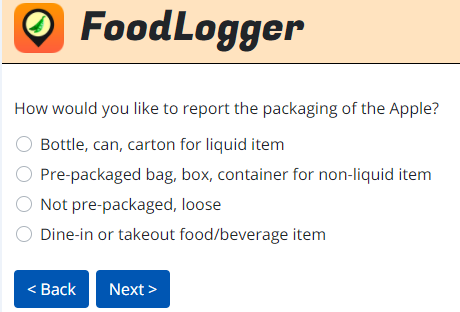 FoodLogger
How would you like to report the packaging of the Apple?
Bottle, can, carton for liquid item
Pre-packaged bag, box, container for non-liquid item
Not pre-packaged, loose
Dine-in or takeout food/beverage item
< Back Next >